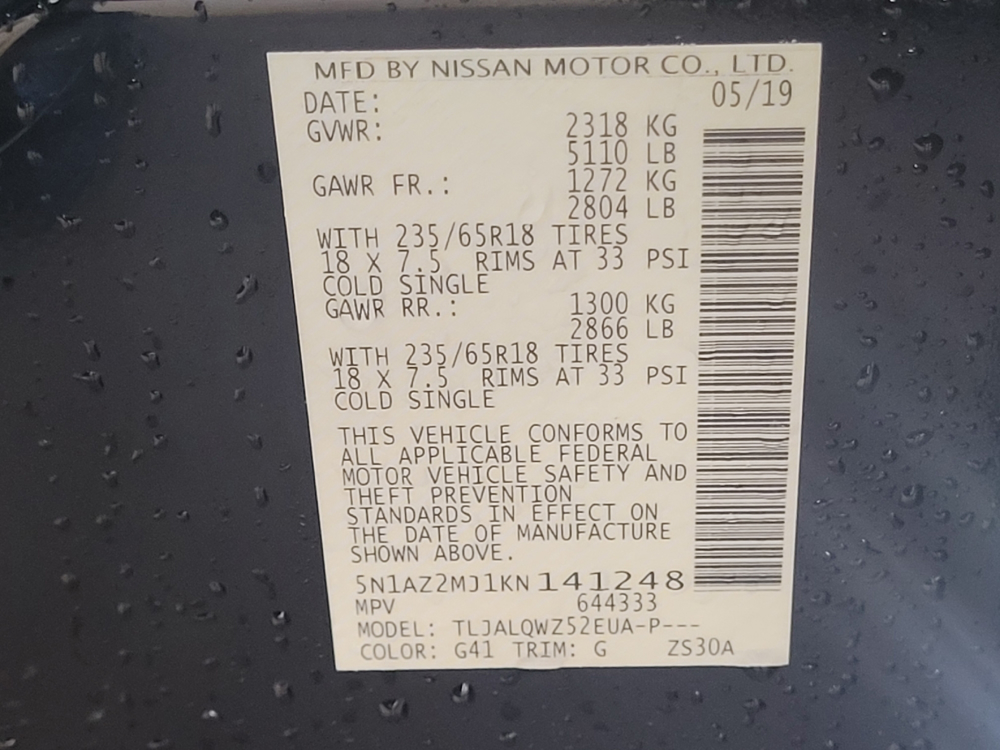 MFD BY NISSAN MOTOR CO., LTD.
DATE: 05/19
GVWR: 2318 KG
5110 LB
GAWR FR.: 1272 KG
2804 LB
WITH 235/65R18 TIRES
18 X 7.5 RIMS AT 33 PSI
COLD SINGLE
GAWR RR.: 1300 KG
2866 LB
WITH 235/65R18 TIRES
18 X 7.5 RIMS AT 33 PSI
COLD SINGLE
THIS VEHICLE CONFORMS TO
ALL APPLICABLE FEDERAL
MOTOR VEHICLE SAFETY AND
THEFT PREVENTION
STANDARDS IN EFFECT ON
THE DATE OF MANUFACTURE
SHOWN ABOVE.
5N1AZ2MJ1KN141248
MPV 644333
MODEL: TLJALQWZ52EUA-P---
COLOR: G41 TRIM: G ZS30A